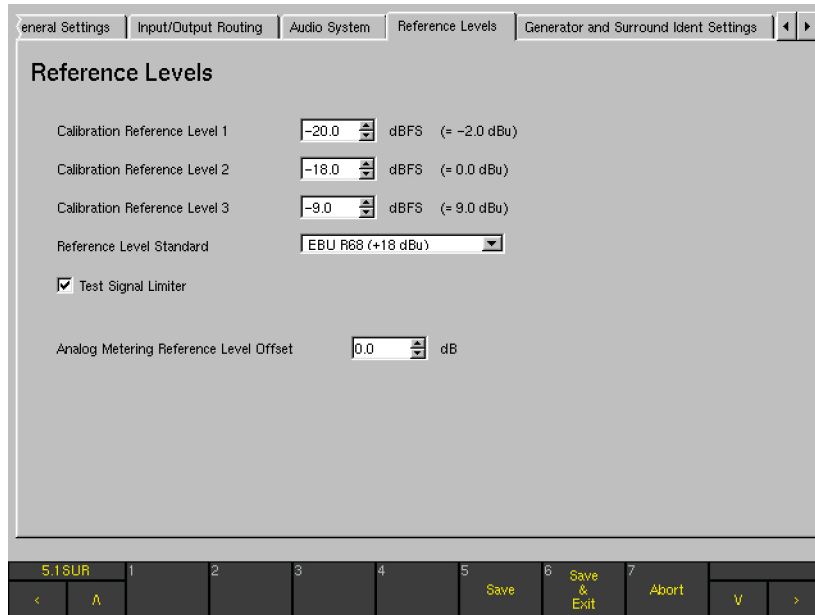 eneral Settings Input/Output Routing Audio System Reference Levels Generator and Surround Ident Settings
Reference Levels
Calibration Reference Level 1 -20.0 dBFS (= -2.0 dBu)
Calibration Reference Level 2 -18.0 dBFS (= 0.0 dBu)
Calibration Reference Level 3 -9.0 dBFS (= 9.0 dBu)
Reference Level Standard EBU R68 (+18 dBu)
Test Signal Limiter
Analog Metering Reference Level Offset 0.0 dB
5.1SUR 1 2 3 4 5 Save 6 Save & Exit 7 Abort
< Λ V >